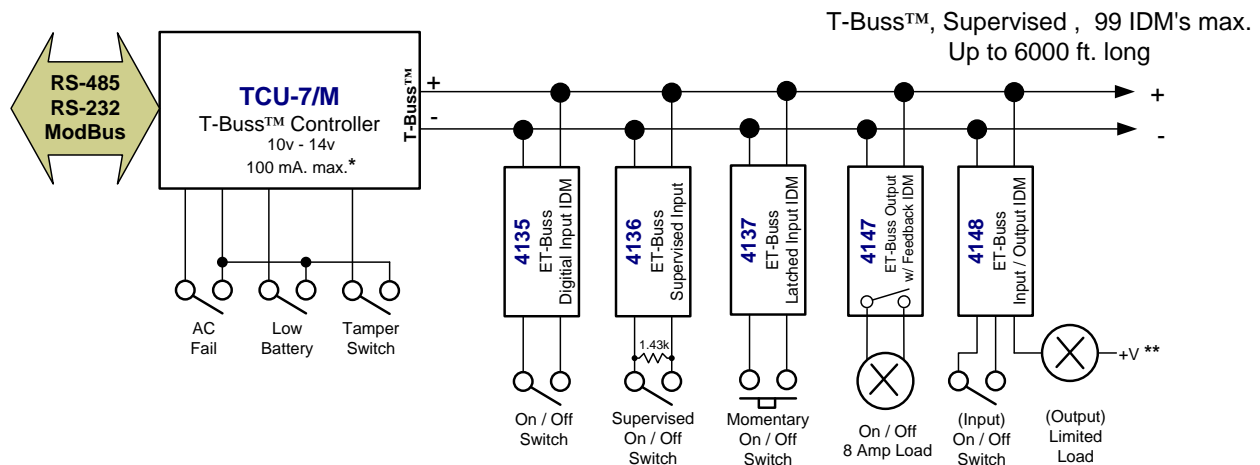 T-Buss™, Supervised , 99 IDM's max.
Up to 6000 ft. long
RS-485
RS-232
ModBus
TCU-7/M
T-Buss™ Controller
10v - 14v
100 mA. max.*
T-Buss™
+
-
+
-
4135
ET-Buss
Digitial Input IDM
4136
ET-Buss
Supervised Input
4137
ET-Buss
Latched Input IDM
4147
ET-Buss Output
w/ Feedback IDM
4148
ET-Buss
Input / Output IDM
AC
Fail
Low
Battery
Tamper
Switch
1.43k
+V **
On / Off
Switch
Supervised
On / Off
Switch
Momentary
On / Off
Switch
On / Off
8 Amp Load
(Input)
On / Off
Switch
(Output)
Limited
Load